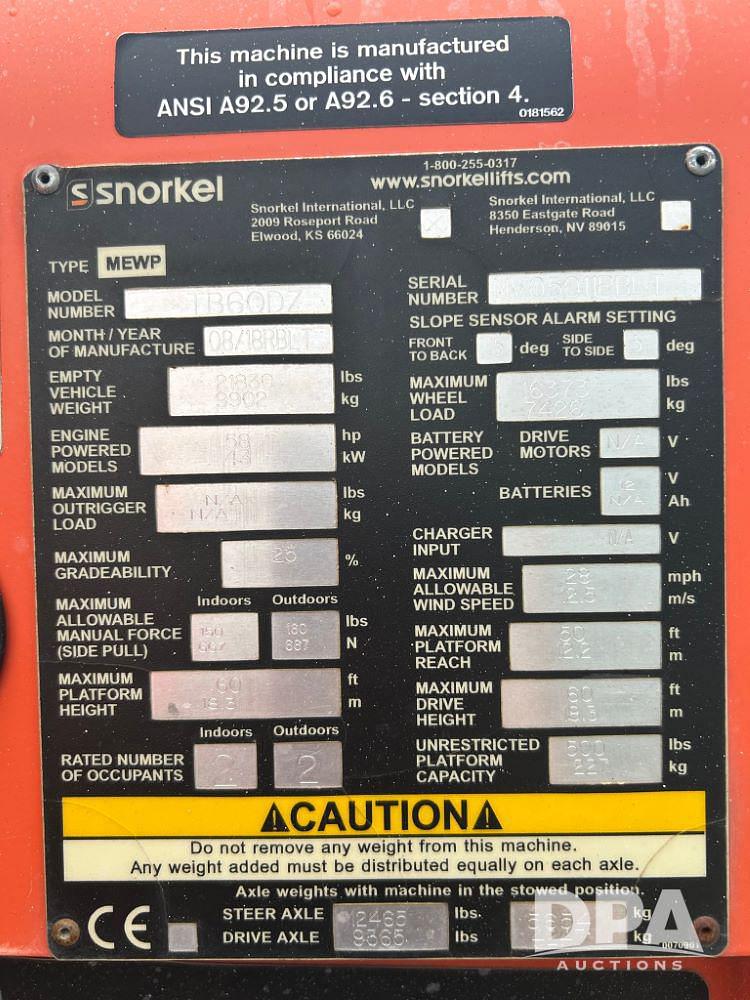 This machine is manufactured
in compliance with
ANSI A92.5 or A92.6 - section 4.
0181562
snorkel
1-800-255-0317
www.snorkellifts.com
Snorkel International, LLC
2009 Roseport Road
Elwood, KS 66024
Snorkel International, LLC
8350 Eastgate Road
Henderson, NV 89015
TYPE MEWP
MODEL NUMBER TB60DZ
SERIAL NUMBER
MONTH / YEAR OF MANUFACTURE 08/18RBLT
SLOPE SENSOR ALARM SETTING
FRONT TO BACK 5 deg SIDE TO SIDE 5 deg
EMPTY VEHICLE WEIGHT 21830 lbs 9902 kg
MAXIMUM WHEEL LOAD 16373 lbs 7428 kg
ENGINE POWERED MODELS 58 hp 43 kW
BATTERY POWERED MODELS DRIVE MOTORS N/A V
BATTERIES 12 V N/A Ah
MAXIMUM OUTRIGGER LOAD N/A lbs N/A kg
CHARGER INPUT N/A V
MAXIMUM GRADEABILITY 25 %
MAXIMUM ALLOWABLE WIND SPEED 28 mph 12.5 m/s
MAXIMUM ALLOWABLE MANUAL FORCE (SIDE PULL) Indoors 150 667 Outdoors lbs N
MAXIMUM PLATFORM REACH ft 12.2 m
MAXIMUM PLATFORM HEIGHT 60 ft 18.3 m
MAXIMUM DRIVE HEIGHT 60 ft m
RATED NUMBER OF OCCUPANTS Indoors 2 Outdoors 2
UNRESTRICTED PLATFORM CAPACITY 500 lbs 227 kg
CAUTION
Do not remove any weight from this machine.
Any weight added must be distributed equally on each axle.
Axle weights with machine in the stowed position.
STEER AXLE 12465 lbs. kg
DRIVE AXLE 9365 lbs kg
CE
0070901
DPA
AUCTIONS